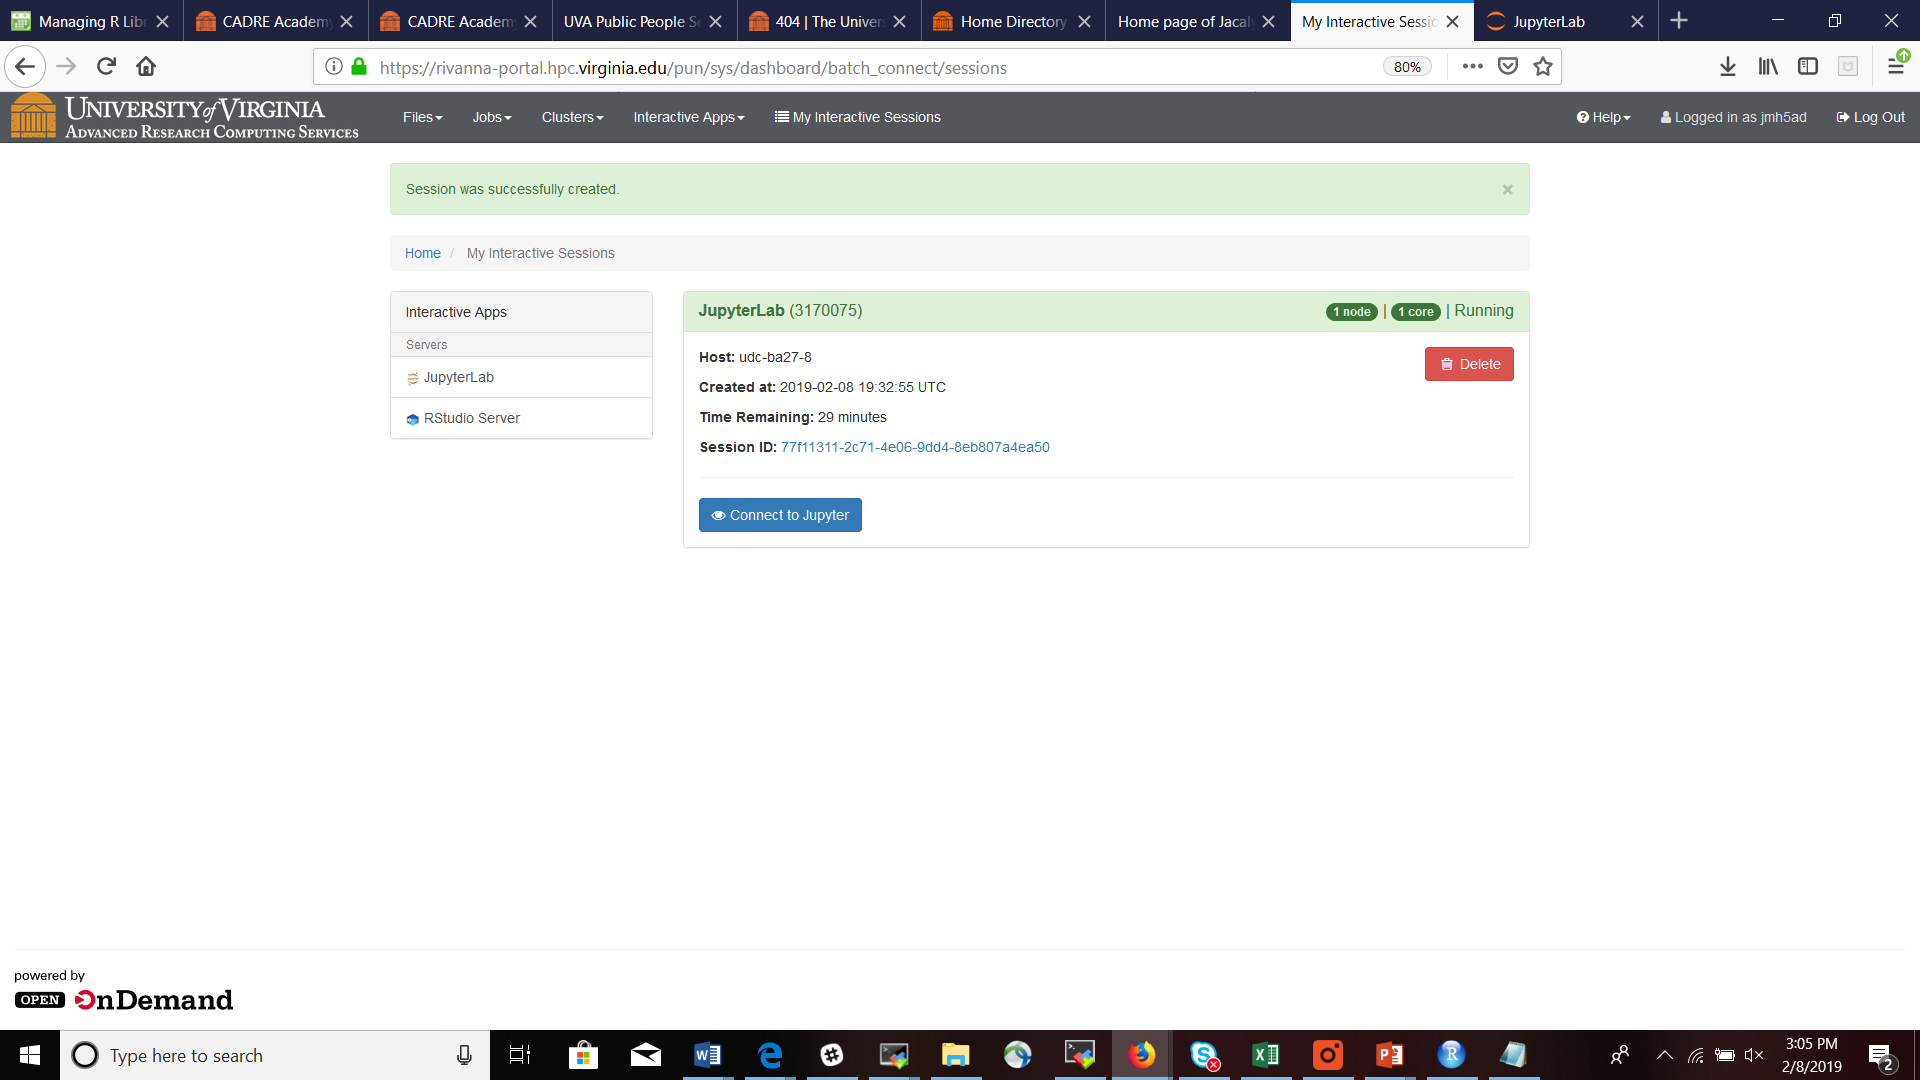 Managing R Libr
CADRE Academy
CADRE Academy
UVA Public People Se
404 | The Univers
Home Directory
Home page of Jacaly
My Interactive Sessio
JupyterLab
https://rivanna-portal.hpc.virginia.edu/pun/sys/dashboard/batch_connect/sessions
80%
UNIVERSITY of VIRGINIA
ADVANCED RESEARCH COMPUTING SERVICES
Files
Jobs
Clusters
Interactive Apps
My Interactive Sessions
Help
Logged in as jmh5ad
Log Out
Session was successfully created.
×
Home / My Interactive Sessions
Interactive Apps
Servers
JupyterLab
RStudio Server
JupyterLab (3170075)
1 node | 1 core | Running
Host: udc-ba27-8
Delete
Created at: 2019-02-08 19:32:55 UTC
Time Remaining: 29 minutes
Session ID: 77f11311-2c71-4e06-9dd4-8eb807a4ea50
Connect to Jupyter
powered by
OPEN OnDemand
Type here to search
3:05 PM
2/8/2019
2